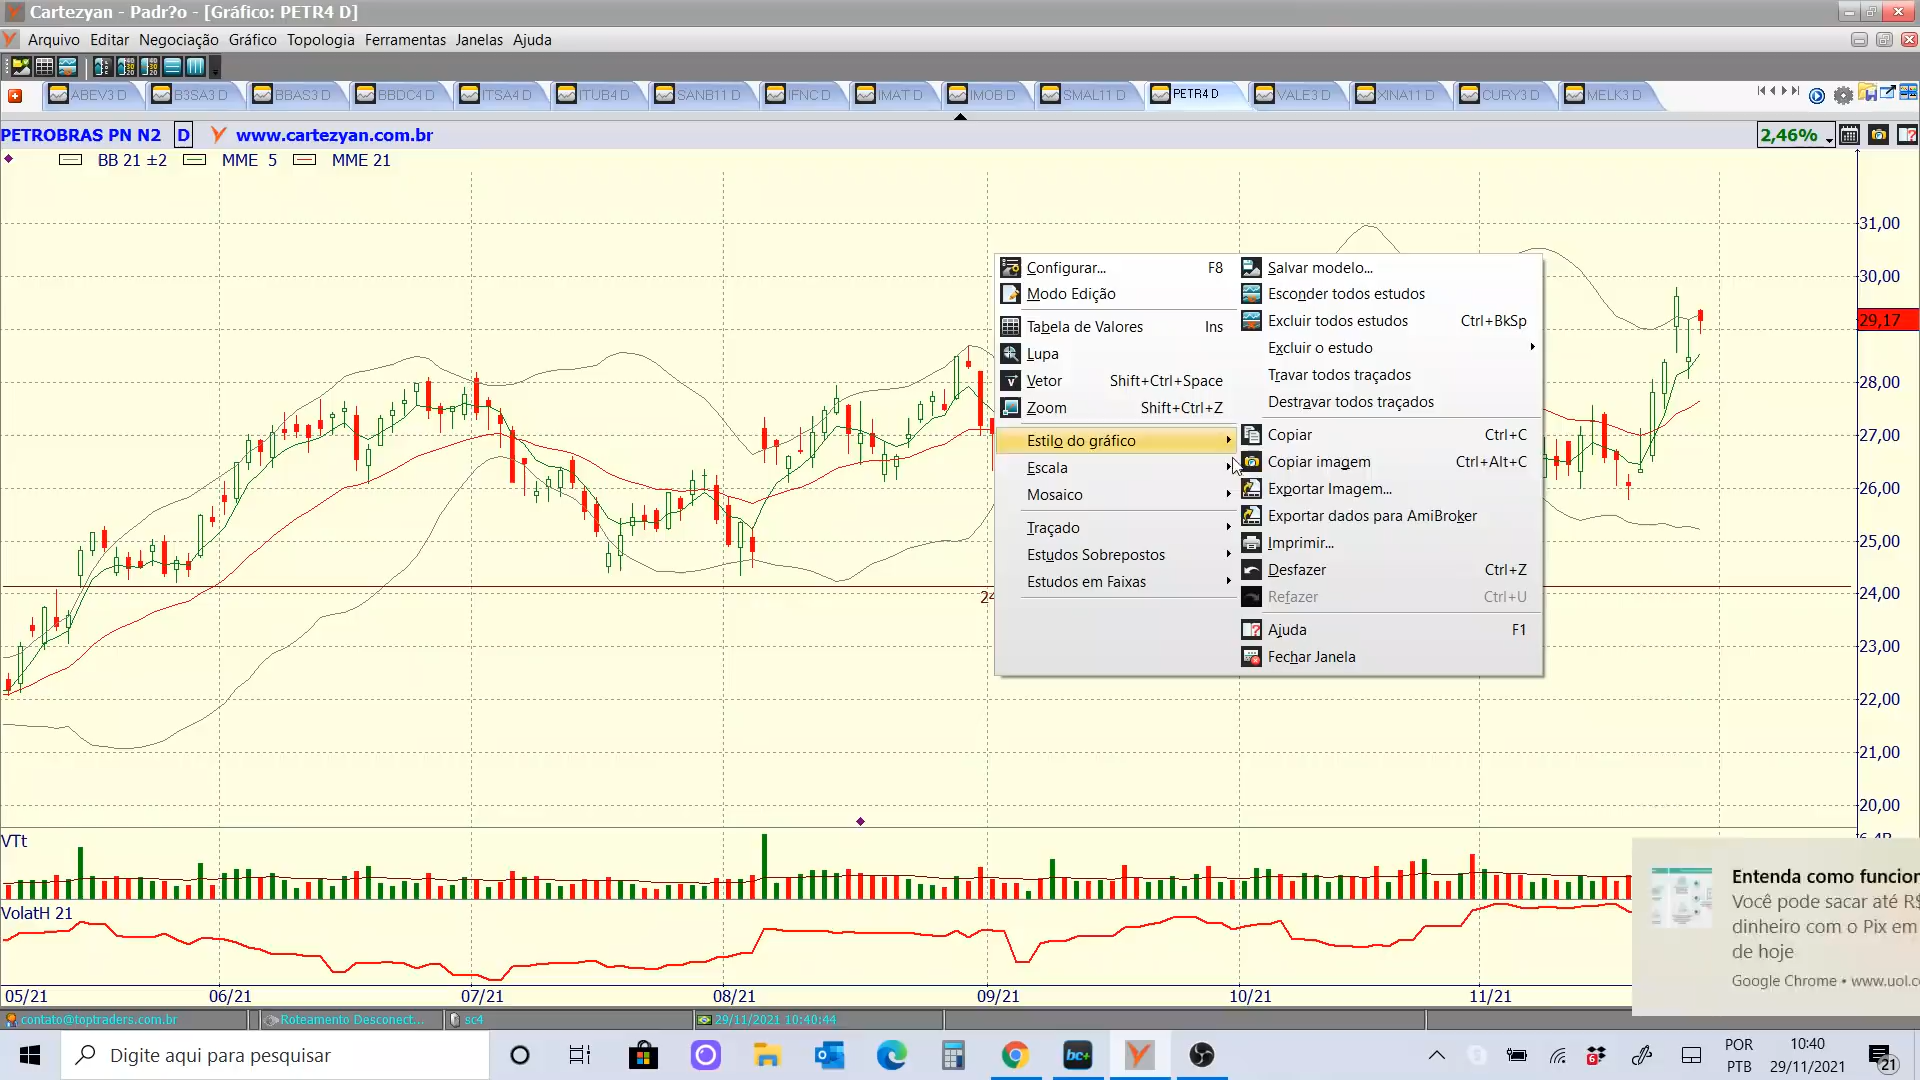 Cartezyan - Padr?o - [Gráfico: PETR4 D]
Arquivo Editar Negociação Gráfico Topologia Ferramentas Janelas Ajuda
ABEV3 D B3SA3 D BBAS3 D BBDC4 D ITSA4 D ITUB4 D SANB11 D IFNC D IMAT D IMOB D SMAL11 D PETR4 D VALE3 D XINA11 D CURY3 D MELK3 D
PETROBRAS PN N2 D www.cartezyan.com.br 2,46%
BB 21 ±2 MME 5 MME 21
31,00
30,00
29,17
28,00
27,00
26,00
25,00
24,00
23,00
22,00
21,00
20,00
Configurar... F8
Modo Edição
Tabela de Valores Ins
Lupa
Vetor Shift+Ctrl+Space
Zoom Shift+Ctrl+Z
Estilo do gráfico
Escala
Mosaico
Traçado
Estudos Sobrepostos
Estudos em Faixas
Salvar modelo...
Esconder todos estudos
Excluir todos estudos Ctrl+BkSp
Excluir o estudo
Travar todos traçados
Destravar todos traçados
Copiar Ctrl+C
Copiar imagem Ctrl+Alt+C
Exportar Imagem...
Exportar dados para AmiBroker
Imprimir...
Desfazer Ctrl+Z
Refazer Ctrl+U
Ajuda F1
Fechar Janela
24
VTt
VolatH 21
05/21 06/21 07/21 08/21 09/21 10/21 11/21
Entenda como funcion
Você pode sacar até R$
dinheiro com o Pix em
de hoje
Google Chrome • www.uol.co
contato@toptraders.com.br Roteamento Desconect... sc4 29/11/2021 10:40:44
Digite aqui para pesquisar
bc+
6
POR
PTB
10:40
29/11/2021
21